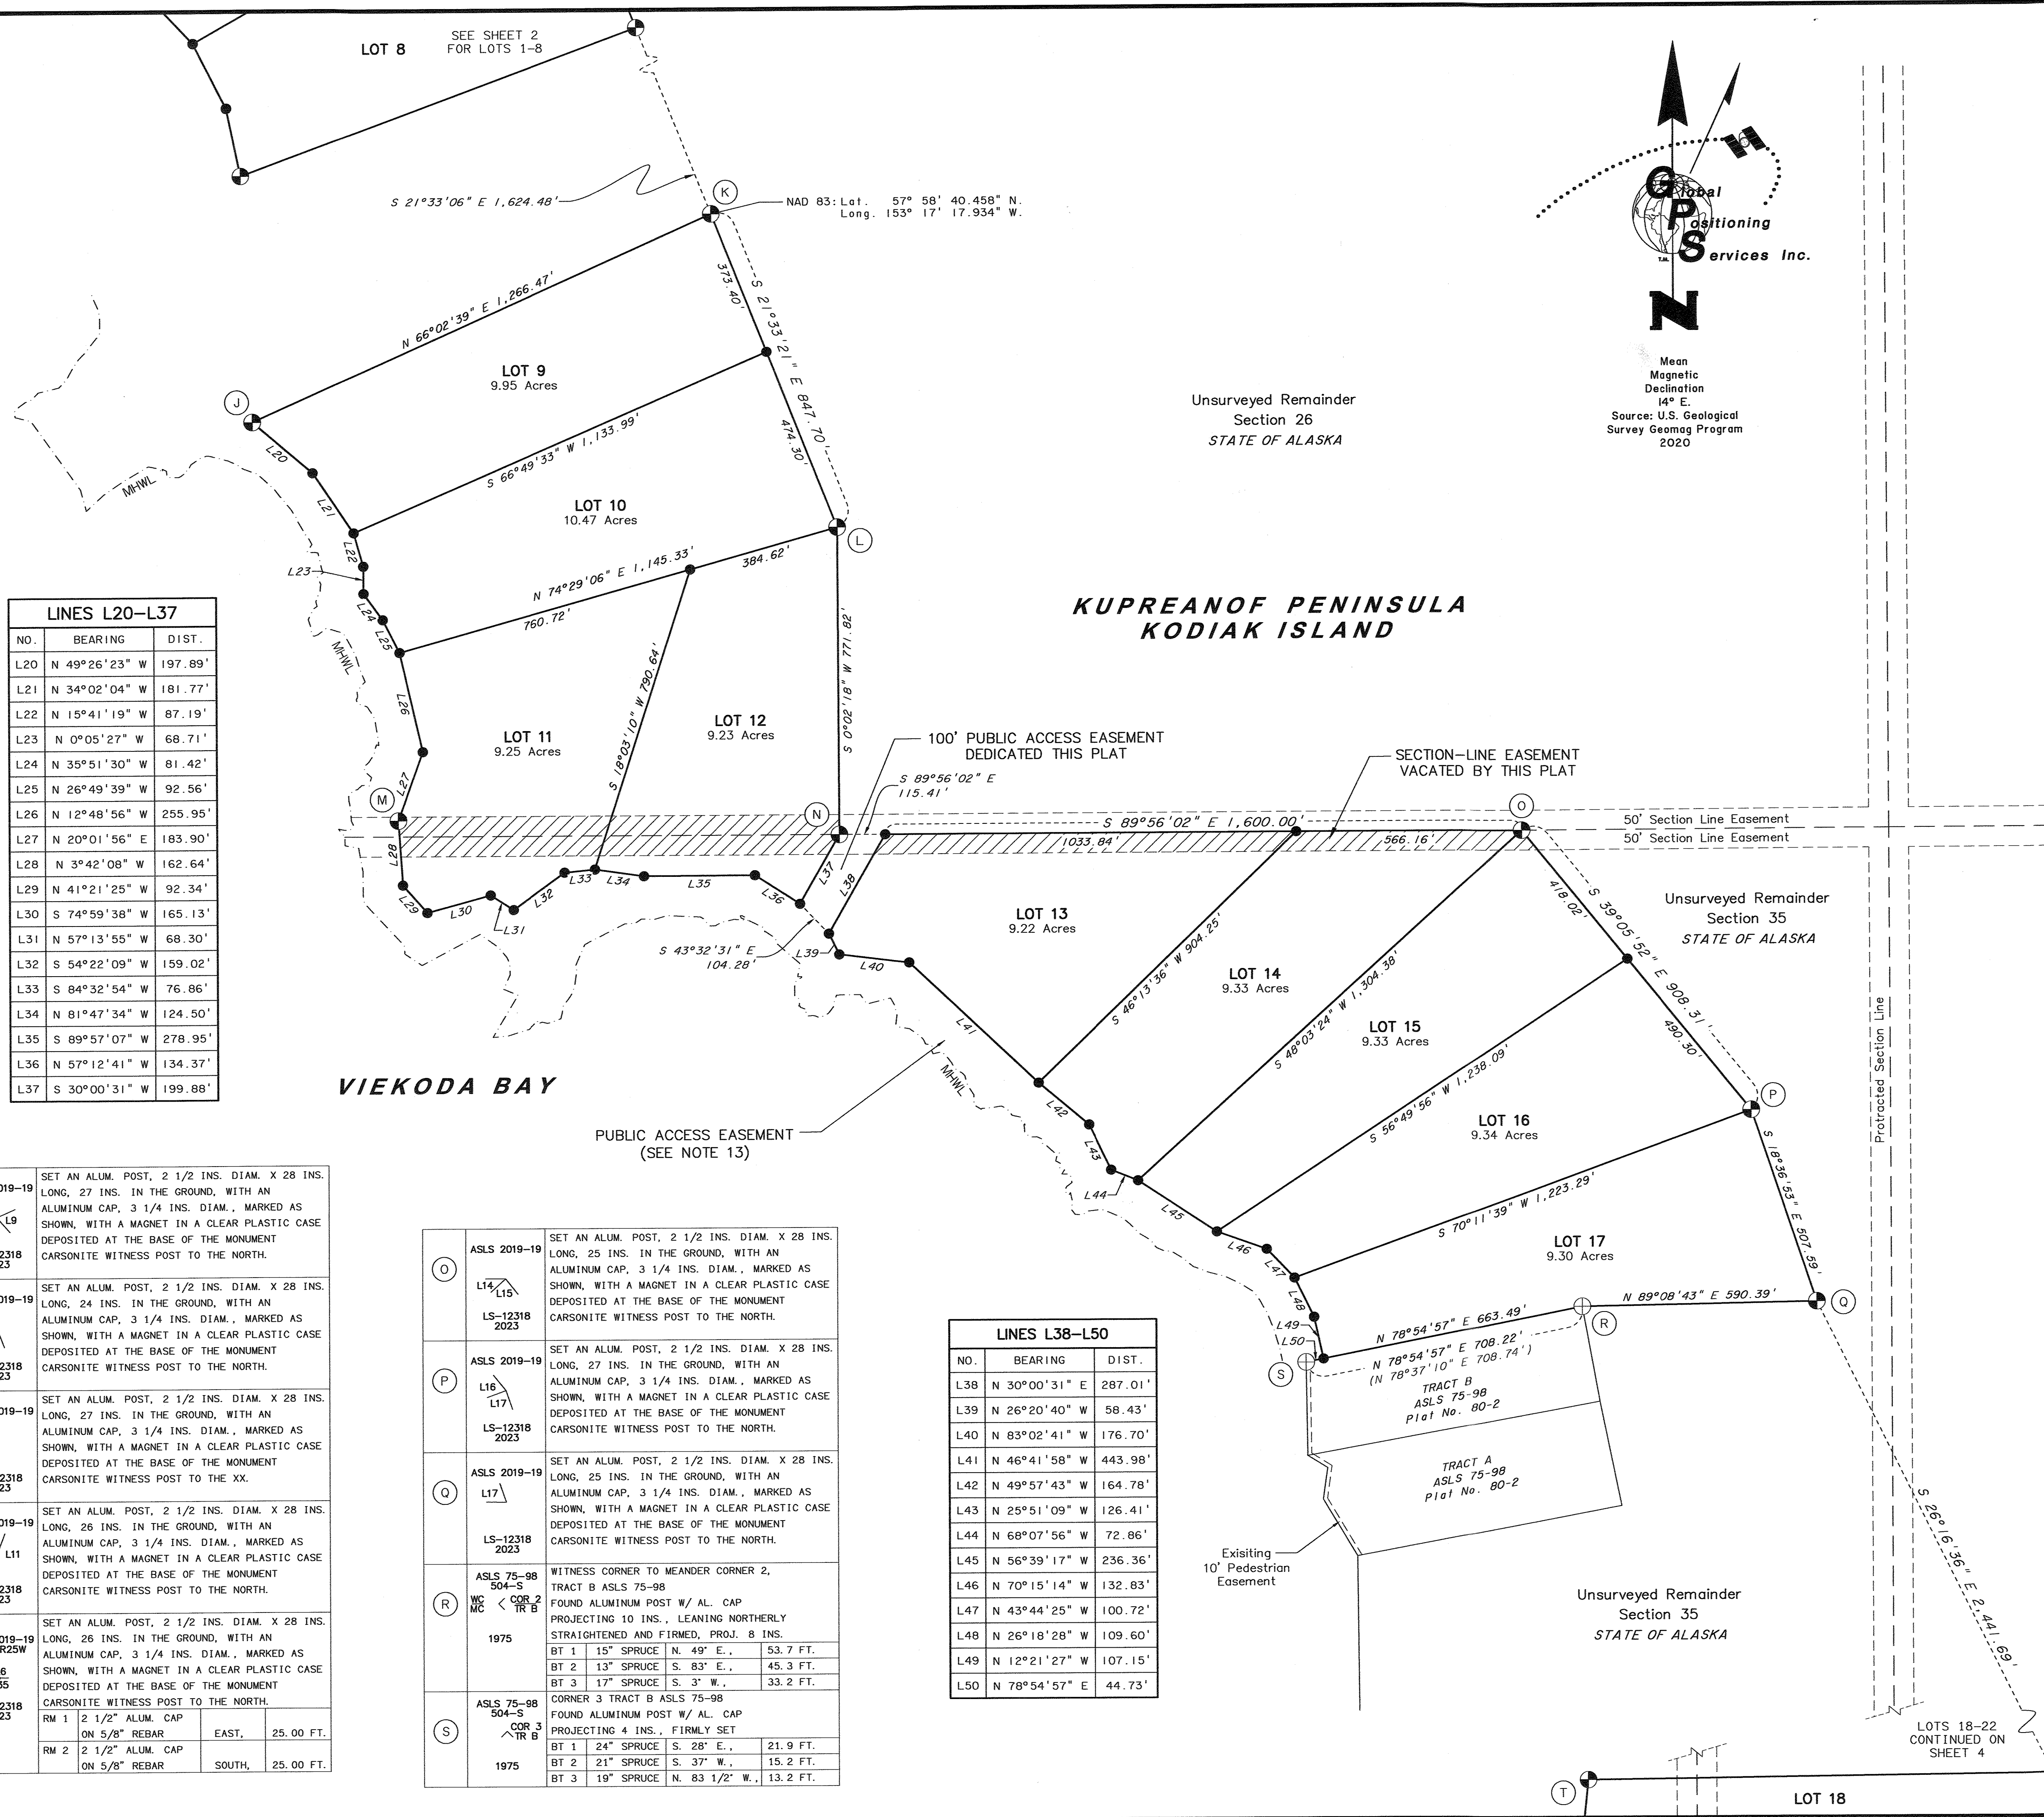 LOT 8
SEE SHEET 2
FOR LOTS 1-8
S 21°33'06" E 1,624.48'
K
NAD 83: Lat. 57° 58' 40.458" N.
Long. 153° 17' 17.934" W.
Global
Positioning
Services Inc.
T.M.
N
Mean
Magnetic
Declination
14° E.
Source: U.S. Geological
Survey Geomag Program
2020
373.40'
S 21°33'21" E 847.70'
474.30'
N 66°02'39" E 1,266.47'
LOT 9
9.95 Acres
J
L20
L21
MHWL
S 66°49'33" W 1,133.99'
LOT 10
10.47 Acres
L
L22
L23
L24
L25
MHWL
N 74°29'06" E 1,145.33'
384.62'
760.72'
Unsurveyed Remainder
Section 26
STATE OF ALASKA
KUPREANOF PENINSULA
KODIAK ISLAND
LINES L20-L37
NO. BEARING DIST.
L20 N 49°26'23" W 197.89'
L21 N 34°02'04" W 181.77'
L22 N 15°41'19" W 87.19'
L23 N 0°05'27" W 68.71'
L24 N 35°51'30" W 81.42'
L25 N 26°49'39" W 92.56'
L26 N 12°48'56" W 255.95'
L27 N 20°01'56" E 183.90'
L28 N 3°42'08" W 162.64'
L29 N 41°21'25" W 92.34'
L30 S 74°59'38" W 165.13'
L31 N 57°13'55" W 68.30'
L32 S 54°22'09" W 159.02'
L33 S 84°32'54" W 76.86'
L34 N 81°47'34" W 124.50'
L35 S 89°57'07" W 278.95'
L36 N 57°12'41" W 134.37'
L37 S 30°00'31" W 199.88'
L26
LOT 11
9.25 Acres
S 18°03'10" W 790.64'
LOT 12
9.23 Acres
S 0°02'18" W 771.82'
L27
M
N
100' PUBLIC ACCESS EASEMENT
DEDICATED THIS PLAT
S 89°56'02" E
115.41'
SECTION-LINE EASEMENT
VACATED BY THIS PLAT
O
S 89°56'02" E 1,600.00'
1033.84'
566.16'
50' Section Line Easement
50' Section Line Easement
L28
L29
L30
L31
L32
L33
L34
L35
L36
L37
L38
L39
L40
S 43°32'31" E
104.28'
LOT 13
9.22 Acres
S 46°13'36" W 904.25'
LOT 14
9.33 Acres
S 48°03'24" W 1,304.38'
LOT 15
9.33 Acres
418.02'
S 39°05'52" E 908.31'
490.30'
Unsurveyed Remainder
Section 35
STATE OF ALASKA
Protracted Section Line
P
L41
MHWL
L42
L43
L44
L45
L46
L47
L48
L49
L50
VIEKODA BAY
PUBLIC ACCESS EASEMENT
(SEE NOTE 13)
S 56°49'56" W 1,238.09'
LOT 16
9.34 Acres
S 70°11'39" W 1,223.29'
S 18°36'53" E 507.59'
LOT 17
9.30 Acres
N 89°08'43" E 590.39'
Q
R
N 78°54'57" E 663.49'
N 78°54'57" E 708.22'
(N 78°37'10" E 708.74')
S
TRACT B
ASLS 75-98
Plat No. 80-2
TRACT A
ASLS 75-98
Plat No. 80-2
Exisiting
10' Pedestrian
Easement
Unsurveyed Remainder
Section 35
STATE OF ALASKA
S 26°16'36" E 2,441.69'
LOTS 18-22
CONTINUED ON
SHEET 4
T
LOT 18
019-19
L9
2318
23
SET AN ALUM. POST, 2 1/2 INS. DIAM. X 28 INS.
LONG, 27 INS. IN THE GROUND, WITH AN
ALUMINUM CAP, 3 1/4 INS. DIAM., MARKED AS
SHOWN, WITH A MAGNET IN A CLEAR PLASTIC CASE
DEPOSITED AT THE BASE OF THE MONUMENT
CARSONITE WITNESS POST TO THE NORTH.
019-19
2318
23
SET AN ALUM. POST, 2 1/2 INS. DIAM. X 28 INS.
LONG, 24 INS. IN THE GROUND, WITH AN
ALUMINUM CAP, 3 1/4 INS. DIAM., MARKED AS
SHOWN, WITH A MAGNET IN A CLEAR PLASTIC CASE
DEPOSITED AT THE BASE OF THE MONUMENT
CARSONITE WITNESS POST TO THE NORTH.
019-19
2318
23
SET AN ALUM. POST, 2 1/2 INS. DIAM. X 28 INS.
LONG, 27 INS. IN THE GROUND, WITH AN
ALUMINUM CAP, 3 1/4 INS. DIAM., MARKED AS
SHOWN, WITH A MAGNET IN A CLEAR PLASTIC CASE
DEPOSITED AT THE BASE OF THE MONUMENT
CARSONITE WITNESS POST TO THE XX.
019-19
L11
2318
23
SET AN ALUM. POST, 2 1/2 INS. DIAM. X 28 INS.
LONG, 26 INS. IN THE GROUND, WITH AN
ALUMINUM CAP, 3 1/4 INS. DIAM., MARKED AS
SHOWN, WITH A MAGNET IN A CLEAR PLASTIC CASE
DEPOSITED AT THE BASE OF THE MONUMENT
CARSONITE WITNESS POST TO THE NORTH.
019-19
R25W
6
35
2318
23
SET AN ALUM. POST, 2 1/2 INS. DIAM. X 28 INS.
LONG, 26 INS. IN THE GROUND, WITH AN
ALUMINUM CAP, 3 1/4 INS. DIAM., MARKED AS
SHOWN, WITH A MAGNET IN A CLEAR PLASTIC CASE
DEPOSITED AT THE BASE OF THE MONUMENT
CARSONITE WITNESS POST TO THE NORTH.
RM 1 2 1/2" ALUM. CAP
ON 5/8" REBAR EAST, 25.00 FT.
RM 2 2 1/2" ALUM. CAP
ON 5/8" REBAR SOUTH, 25.00 FT.
O
ASLS 2019-19
L14
L15
LS-12318
2023
SET AN ALUM. POST, 2 1/2 INS. DIAM. X 28 INS.
LONG, 25 INS. IN THE GROUND, WITH AN
ALUMINUM CAP, 3 1/4 INS. DIAM., MARKED AS
SHOWN, WITH A MAGNET IN A CLEAR PLASTIC CASE
DEPOSITED AT THE BASE OF THE MONUMENT
CARSONITE WITNESS POST TO THE NORTH.
P
ASLS 2019-19
L16
L17
LS-12318
2023
SET AN ALUM. POST, 2 1/2 INS. DIAM. X 28 INS.
LONG, 27 INS. IN THE GROUND, WITH AN
ALUMINUM CAP, 3 1/4 INS. DIAM., MARKED AS
SHOWN, WITH A MAGNET IN A CLEAR PLASTIC CASE
DEPOSITED AT THE BASE OF THE MONUMENT
CARSONITE WITNESS POST TO THE NORTH.
Q
ASLS 2019-19
L17
LS-12318
2023
SET AN ALUM. POST, 2 1/2 INS. DIAM. X 28 INS.
LONG, 25 INS. IN THE GROUND, WITH AN
ALUMINUM CAP, 3 1/4 INS. DIAM., MARKED AS
SHOWN, WITH A MAGNET IN A CLEAR PLASTIC CASE
DEPOSITED AT THE BASE OF THE MONUMENT
CARSONITE WITNESS POST TO THE NORTH.
R
ASLS 75-98
504-S
WC COR 2
MC TR B
1975
WITNESS CORNER TO MEANDER CORNER 2,
TRACT B ASLS 75-98
FOUND ALUMINUM POST W/ AL. CAP
PROJECTING 10 INS., LEANING NORTHERLY
STRAIGHTENED AND FIRMED, PROJ. 8 INS.
BT 1 15" SPRUCE N. 49° E., 53.7 FT.
BT 2 13" SPRUCE S. 83° E., 45.3 FT.
BT 3 17" SPRUCE S. 3° W., 33.2 FT.
S
ASLS 75-98
504-S
COR 3
TR B
1975
CORNER 3 TRACT B ASLS 75-98
FOUND ALUMINUM POST W/ AL. CAP
PROJECTING 4 INS., FIRMLY SET
BT 1 24" SPRUCE S. 28° E., 21.9 FT.
BT 2 21" SPRUCE S. 37° W., 15.2 FT.
BT 3 19" SPRUCE N. 83 1/2° W., 13.2 FT.
LINES L38-L50
NO. BEARING DIST.
L38 N 30°00'31" E 287.01'
L39 N 26°20'40" W 58.43'
L40 N 83°02'41" W 176.70'
L41 N 46°41'58" W 443.98'
L42 N 49°57'43" W 164.78'
L43 N 25°51'09" W 126.41'
L44 N 68°07'56" W 72.86'
L45 N 56°39'17" W 236.36'
L46 N 70°15'14" W 132.83'
L47 N 43°44'25" W 100.72'
L48 N 26°18'28" W 109.60'
L49 N 12°21'27" W 107.15'
L50 N 78°54'57" E 44.73'